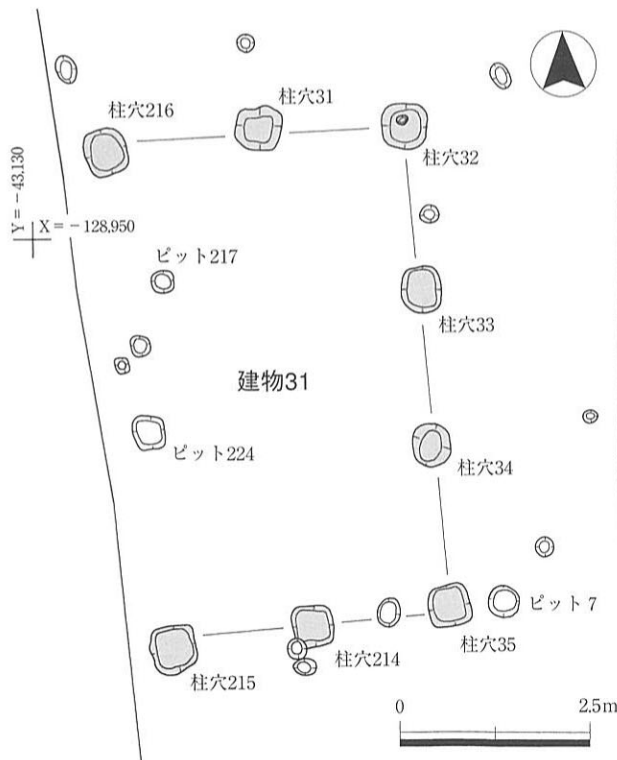 柱穴216
柱穴31
柱穴32
Y=-43,130
X=-128,950
ピット217
柱穴33
建物31
ピット224
柱穴34
ピット7
柱穴35
柱穴214
柱穴215
0
2.5m